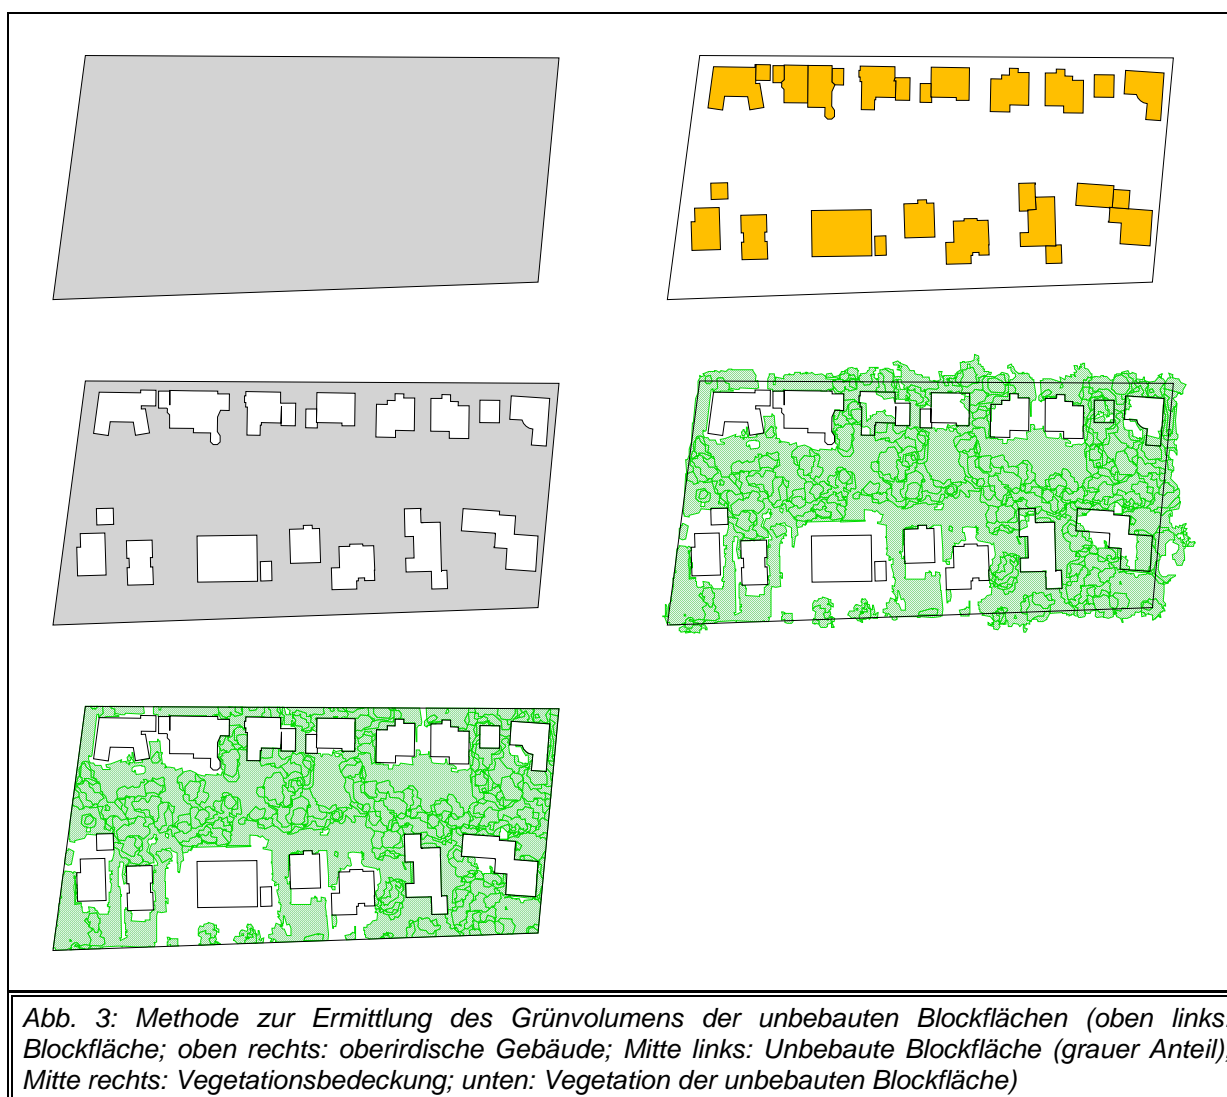 Abb. 3: Methode zur Ermittlung des Grünvolumens der unbebauten Blockflächen (oben links:
Blockfläche; oben rechts: oberirdische Gebäude; Mitte links: Unbebaute Blockfläche (grauer Anteil);
Mitte rechts: Vegetationsbedeckung; unten: Vegetation der unbebauten Blockfläche)